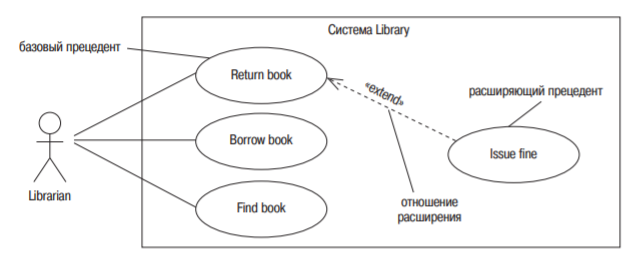 Система Library
базовый прецедент
Return book
«extend»
расширяющий прецедент
Borrow book
Issue fine
Librarian
Find book
отношение
расширения